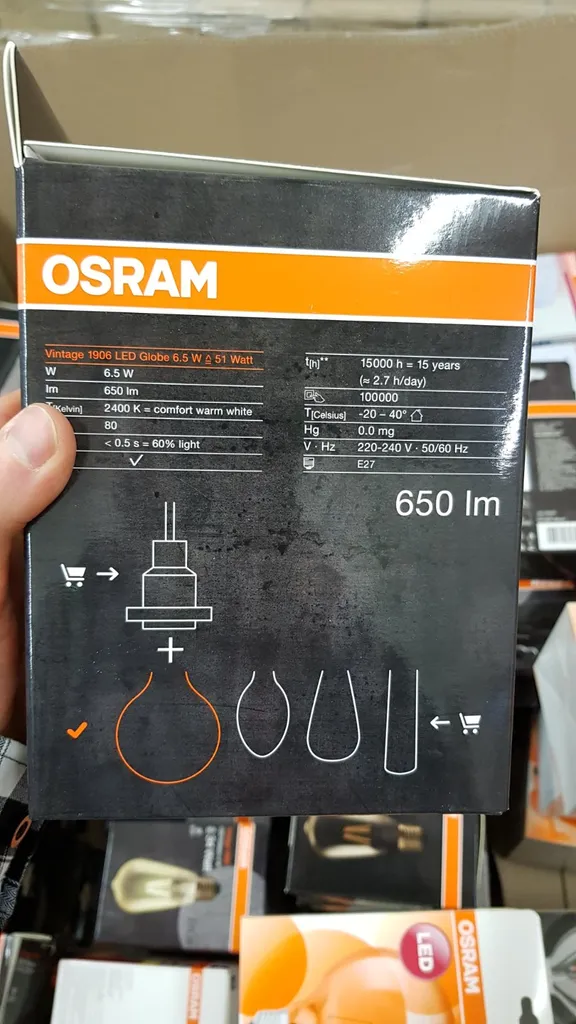 OSRAM
Vintage 1906 LED Globe 6.5 W ≙ 51 Watt
W 6.5 W
lm 650 lm
[Kelvin] 2400 K = comfort warm white
80
< 0.5 s = 60% light
t[h]** 15000 h = 15 years
(≈ 2.7 h/day)
100000
T[Celsius] -20 – 40°
Hg 0.0 mg
V · Hz 220-240 V · 50/60 Hz
E27
650 lm
LED
OSRAM
OSRAM